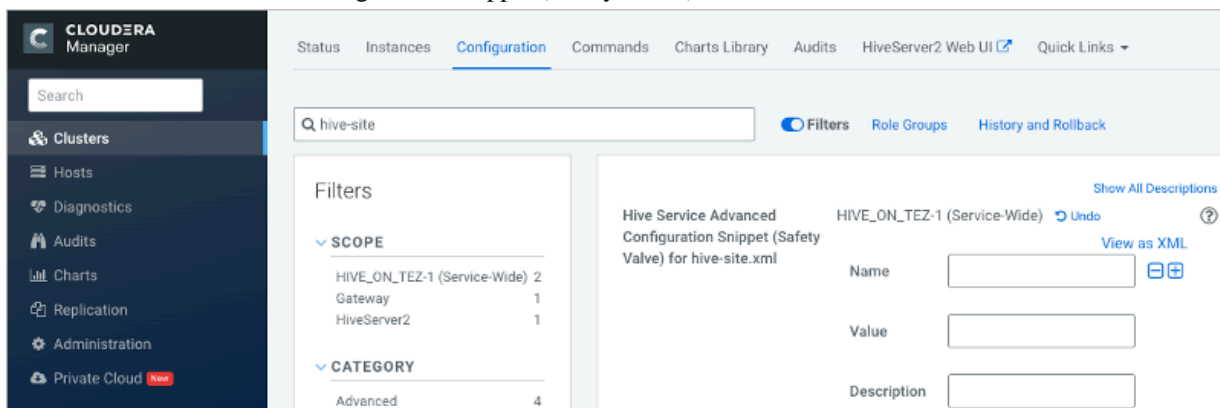 CLOUDERA
Manager
Status Instances Configuration Commands Charts Library Audits HiveServer2 Web UI Quick Links
Search
hive-site
Filters Role Groups History and Rollback
Clusters
Hosts
Diagnostics
Audits
Charts
Replication
Administration
Private Cloud New
Filters
SCOPE
HIVE_ON_TEZ-1 (Service-Wide) 2
Gateway 1
HiveServer2 1
CATEGORY
Advanced 4
Show All Descriptions
Hive Service Advanced
Configuration Snippet (Safety
Valve) for hive-site.xml
HIVE_ON_TEZ-1 (Service-Wide) Undo
View as XML
Name
Value
Description